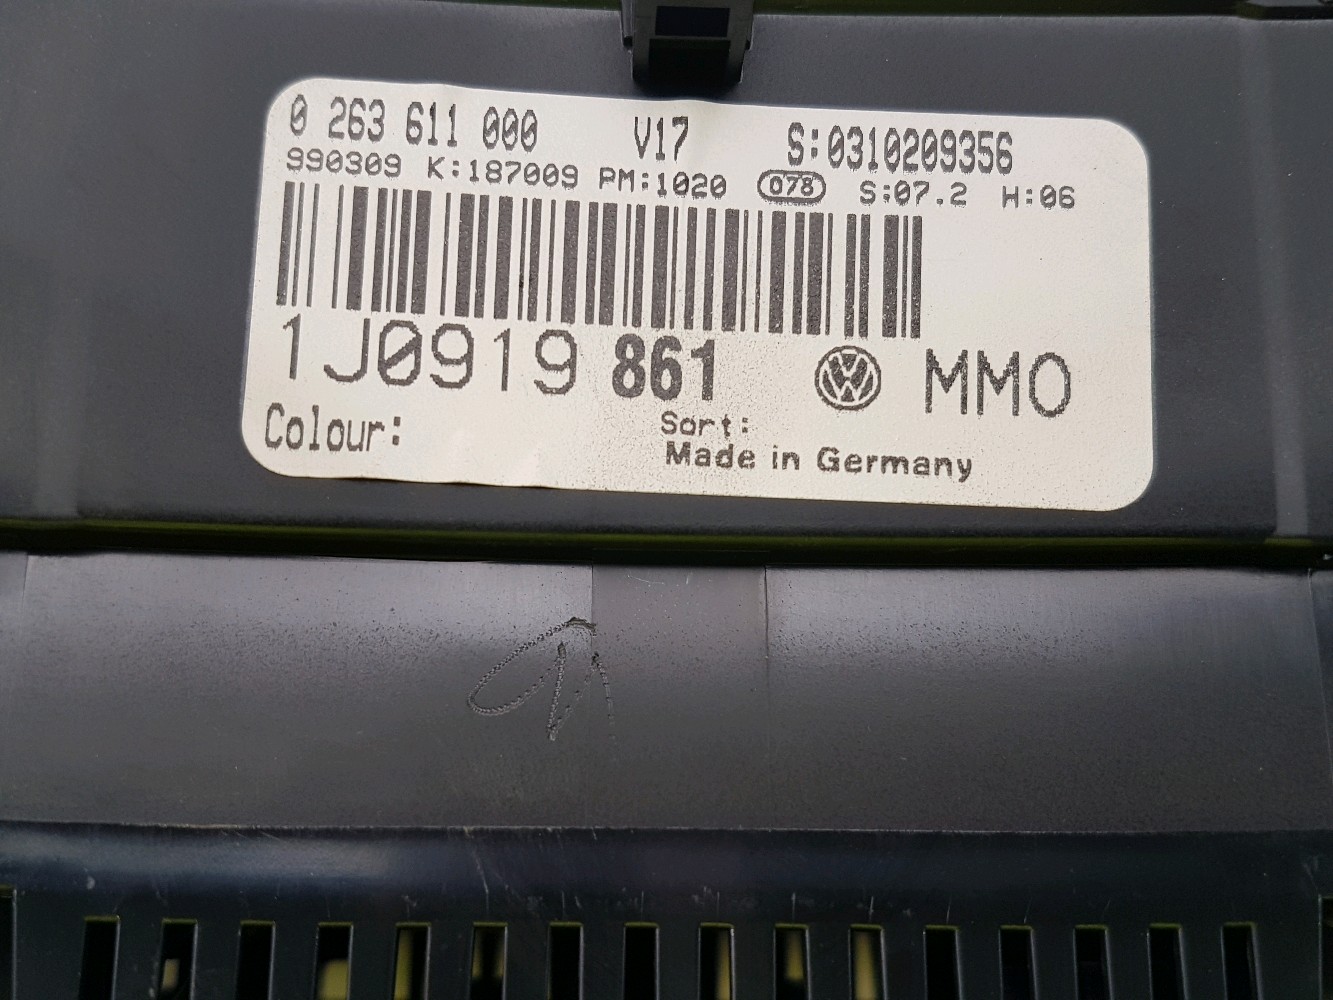 0 263 611 000 V17 S:0310209356
990309 K:187009 PM:1020 078 S:07.2 H:06
1J0919 861 MM0
Colour: Sort:
Made in Germany